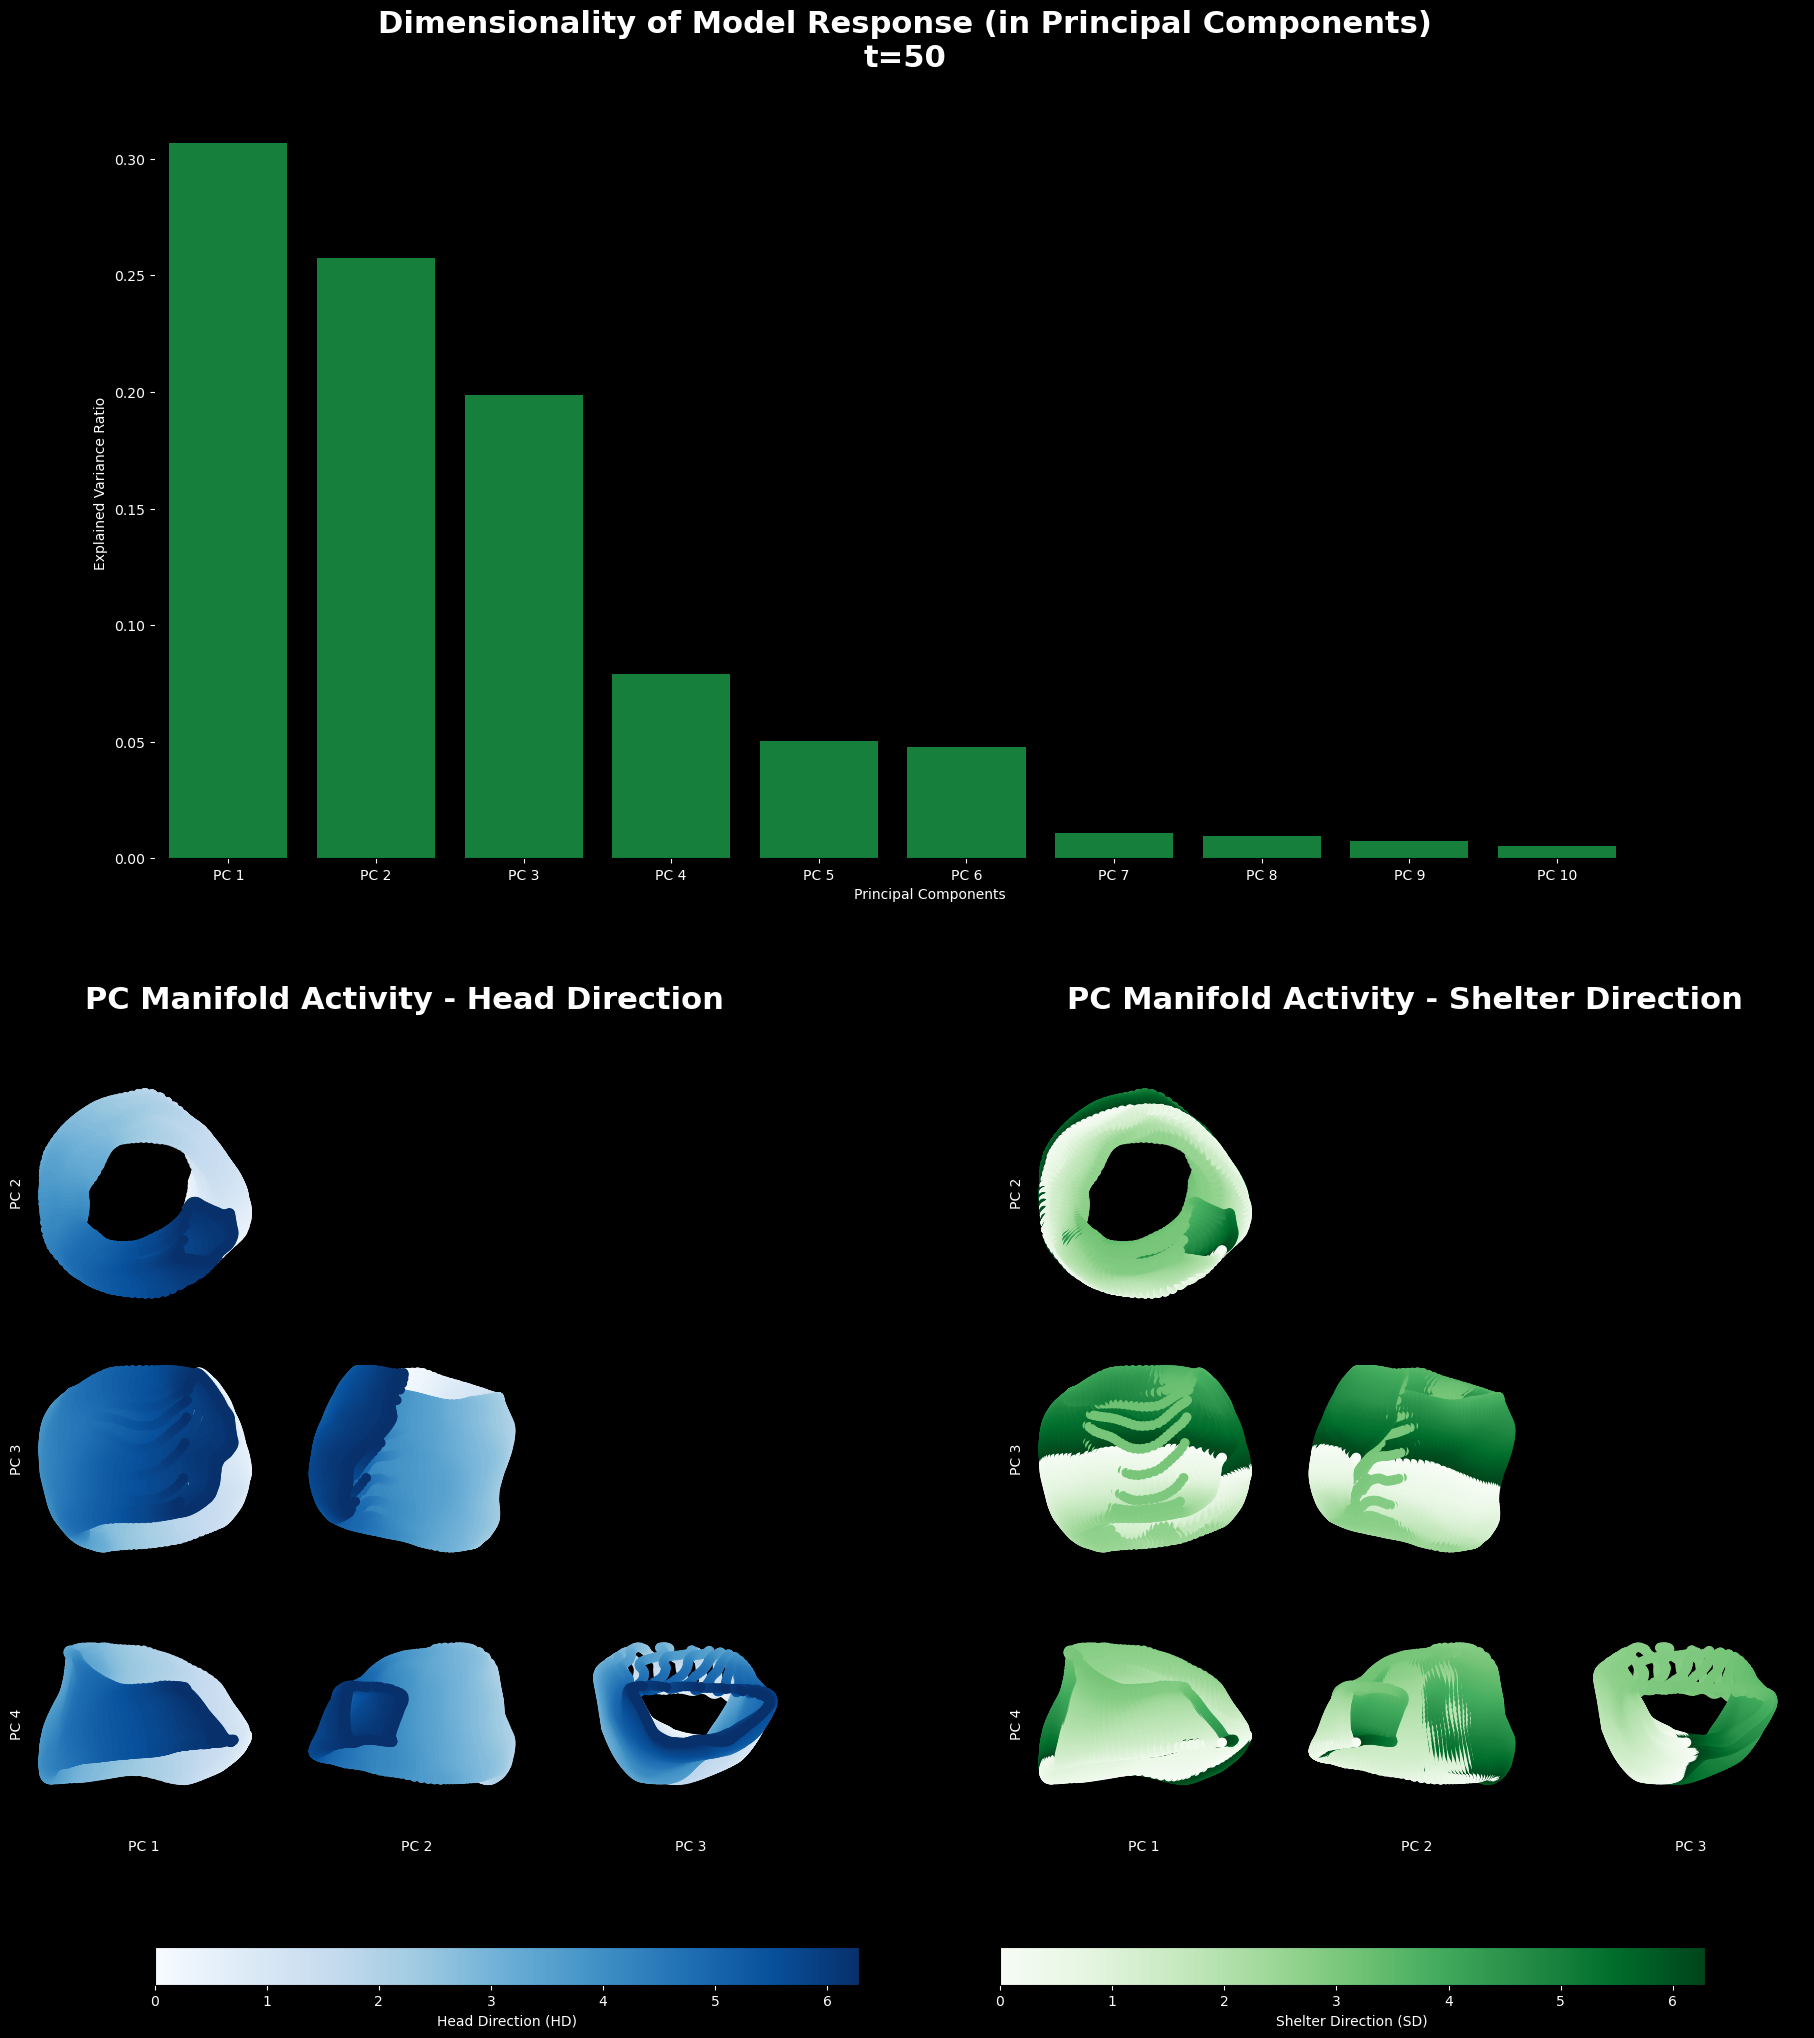 Dimensionality of Model Response (in Principal Components)
t=50
0.30
0.25
0.20
0.15
0.10
0.05
0.00
Explained Variance Ratio
PC 1 PC 2 PC 3 PC 4 PC 5 PC 6 PC 7 PC 8 PC 9 PC 10
Principal Components
PC Manifold Activity - Head Direction
PC 2
PC 3
PC 4
PC 1 PC 2 PC 3
0 1 2 3 4 5 6
Head Direction (HD)
PC Manifold Activity - Shelter Direction
PC 2
PC 3
PC 4
PC 1 PC 2 PC 3
0 1 2 3 4 5 6
Shelter Direction (SD)